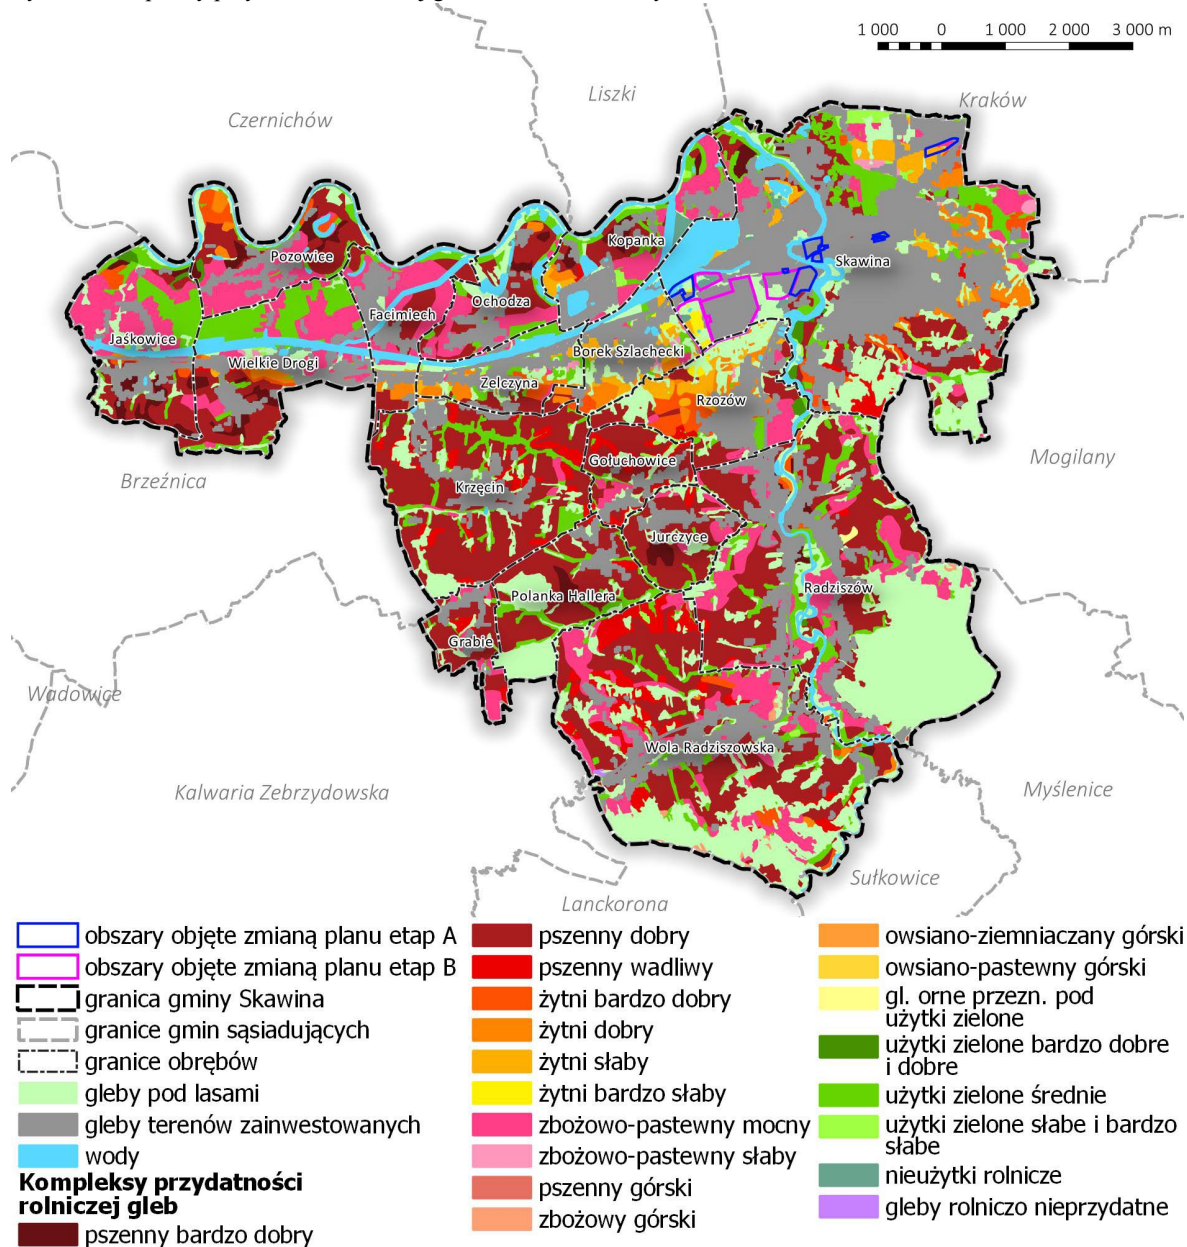 1 000 0 1 000 2 000 3 000 m
Liszki
Kraków
Czernichów
Kopanka
Pozowice
Skawina
Ochodza
Facimiech
Jaśkowice
Borek Szlachecki
Wielkie Drogi
Zelczyna
Rzozów
Gołuchowice
Mogilany
Brzeźnica
Krzęcin
Jurczyce
Radziszów
Polanka Hallera
Grabie
Wadowice
Wola Radziszowska
Kalwaria Zebrzydowska
Myślenice
Sułkowice
Lanckorona
obszary objęte zmianą planu etap A
obszary objęte zmianą planu etap B
granica gminy Skawina
granice gmin sąsiadujących
granice obrębów
gleby pod lasami
gleby terenów zainwestowanych
wody
Kompleksy przydatności
rolniczej gleb
pszenny bardzo dobry
pszenny dobry
pszenny wadliwy
żytni bardzo dobry
żytni dobry
żytni słaby
żytni bardzo słaby
zbożowo-pastewny mocny
zbożowo-pastewny słaby
pszenny górski
zbożowy górski
owsiano-ziemniaczany górski
owsiano-pastewny górski
gl. orne przezn. pod
użytki zielone
użytki zielone bardzo dobre
i dobre
użytki zielone średnie
użytki zielone słabe i bardzo
słabe
nieużytki rolnicze
gleby rolniczo nieprzydatne